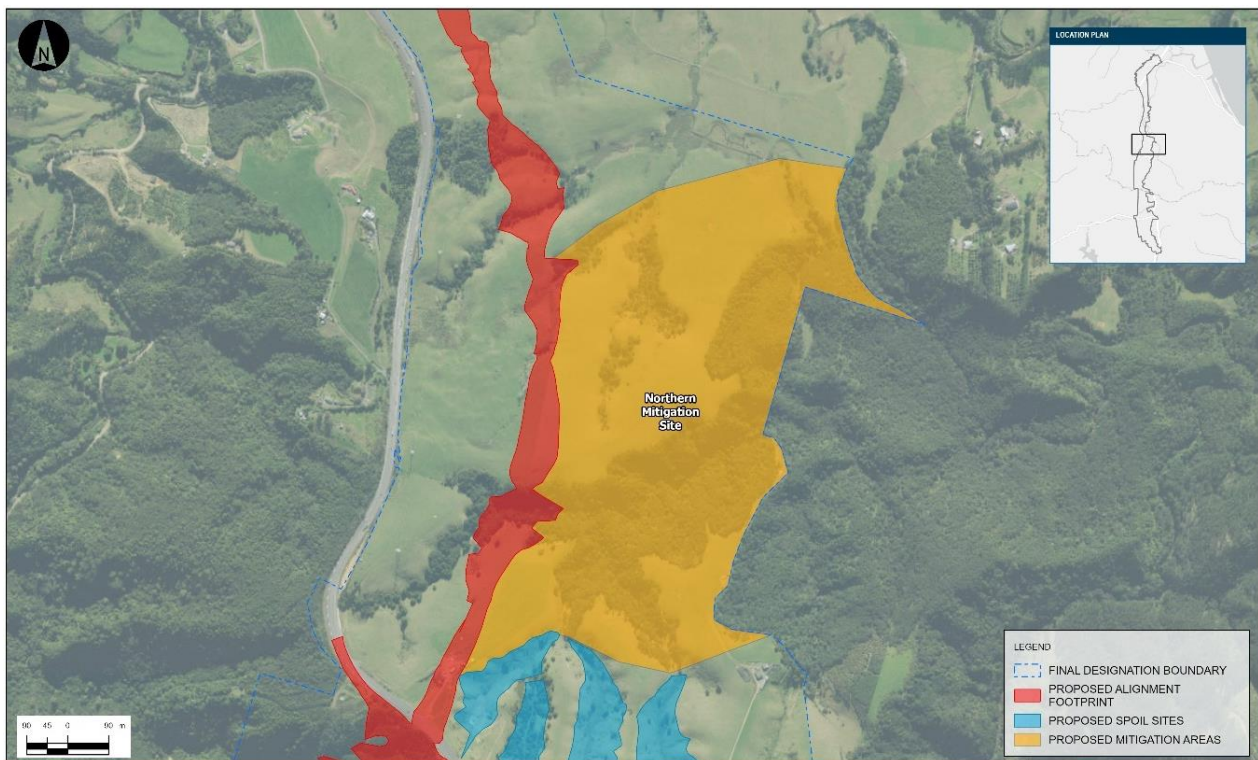 N
LOCATION PLAN
Northern
Mitigation
Site
LEGEND
FINAL DESIGNATION BOUNDARY
PROPOSED ALIGNMENT
FOOTPRINT
PROPOSED SPOIL SITES
PROPOSED MITIGATION AREAS
90 45 0 90 m